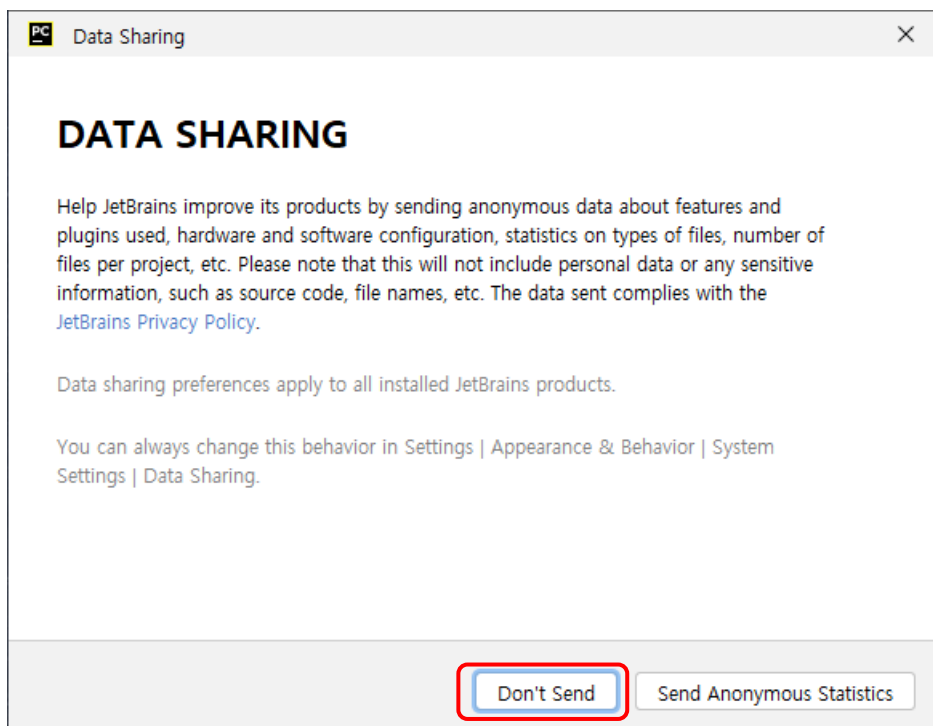 PC Data Sharing
DATA SHARING
Help JetBrains improve its products by sending anonymous data about features and
plugins used, hardware and software configuration, statistics on types of files, number of
files per project, etc. Please note that this will not include personal data or any sensitive
information, such as source code, file names, etc. The data sent complies with the
JetBrains Privacy Policy.
Data sharing preferences apply to all installed JetBrains products.
You can always change this behavior in Settings | Appearance & Behavior | System
Settings | Data Sharing.
Don't Send Send Anonymous Statistics